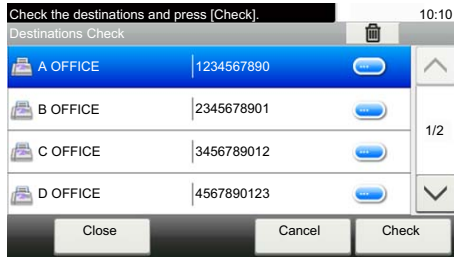 Check the destinations and press [Check]. 10:10
Destinations Check
A OFFICE 1234567890
B OFFICE 2345678901
1/2
C OFFICE 3456789012
D OFFICE 4567890123
Close Cancel Check